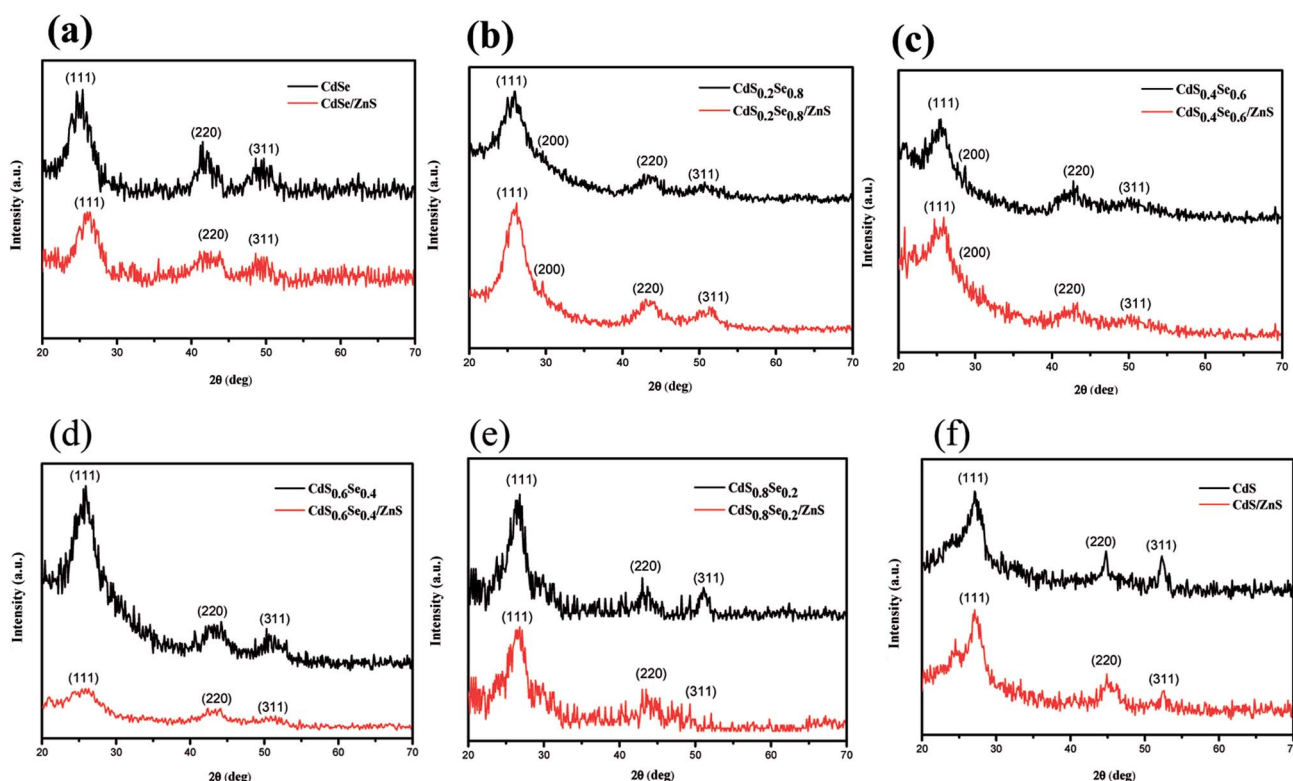 (a)
(111)
CdSe
CdSe/ZnS
(220)
(311)
(111)
(220)
(311)
Intensity (a.u.)
20 30 40 50 60 70
2θ (deg)
(b)
(111)
CdS0.2Se0.8
CdS0.2Se0.8/ZnS
(200)
(220)
(311)
(111)
(200)
(220)
(311)
Intensity (a.u.)
20 30 40 50 60 70
2θ (deg)
(c)
(111)
CdS0.4Se0.6
CdS0.4Se0.6/ZnS
(200)
(220)
(311)
(111)
(200)
(220)
(311)
Intensity (a.u.)
20 30 40 50 60 70
2θ (deg)
(d)
(111)
CdS0.6Se0.4
CdS0.6Se0.4/ZnS
(220)
(311)
(111)
(220)
(311)
Intensity (a.u.)
20 30 40 50 60 70
2θ (deg)
(e)
(111)
CdS0.8Se0.2
CdS0.8Se0.2/ZnS
(220)
(311)
(111)
(220)
(311)
Intensity (a.u.)
20 30 40 50 60 70
2θ (deg)
(f)
(111)
CdS
CdS/ZnS
(220)
(311)
(111)
(220)
(311)
Intensity (a.u.)
20 30 40 50 60 70
2θ (deg)